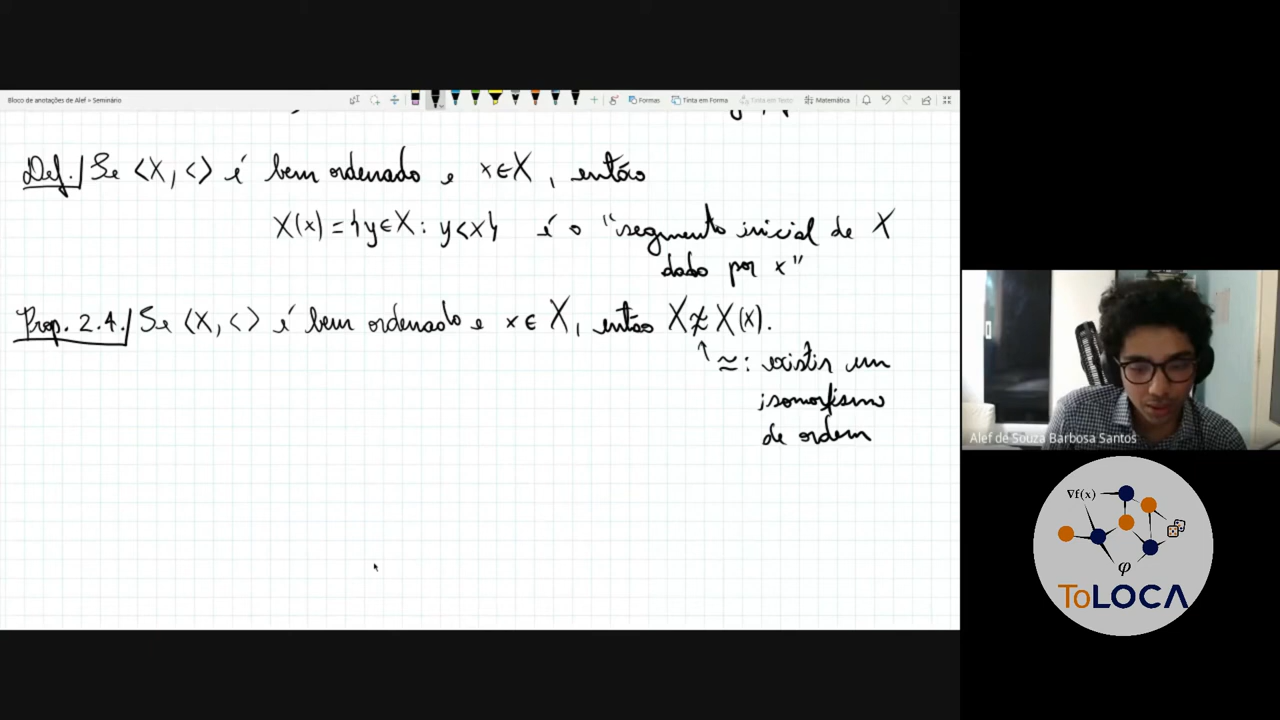 Bloco de anotações de Alef » Seminário
Formas
Tinta em Forma
Tinta em Texto
Matemática
Def./ Se ⟨X, <⟩ é bem ordenado e x∈X, então
X(x) = {y∈X : y<x} é o "segmento inicial de X
dado por x"
Prop. 2.4./ Se ⟨X, <⟩ é bem ordenado e x∈X, então X≄X(x).
↑ ≃: existir um
isomorfismo
de ordem
Alef de Souza Barbosa Santos
∇f(x)
φ
ToLOCA